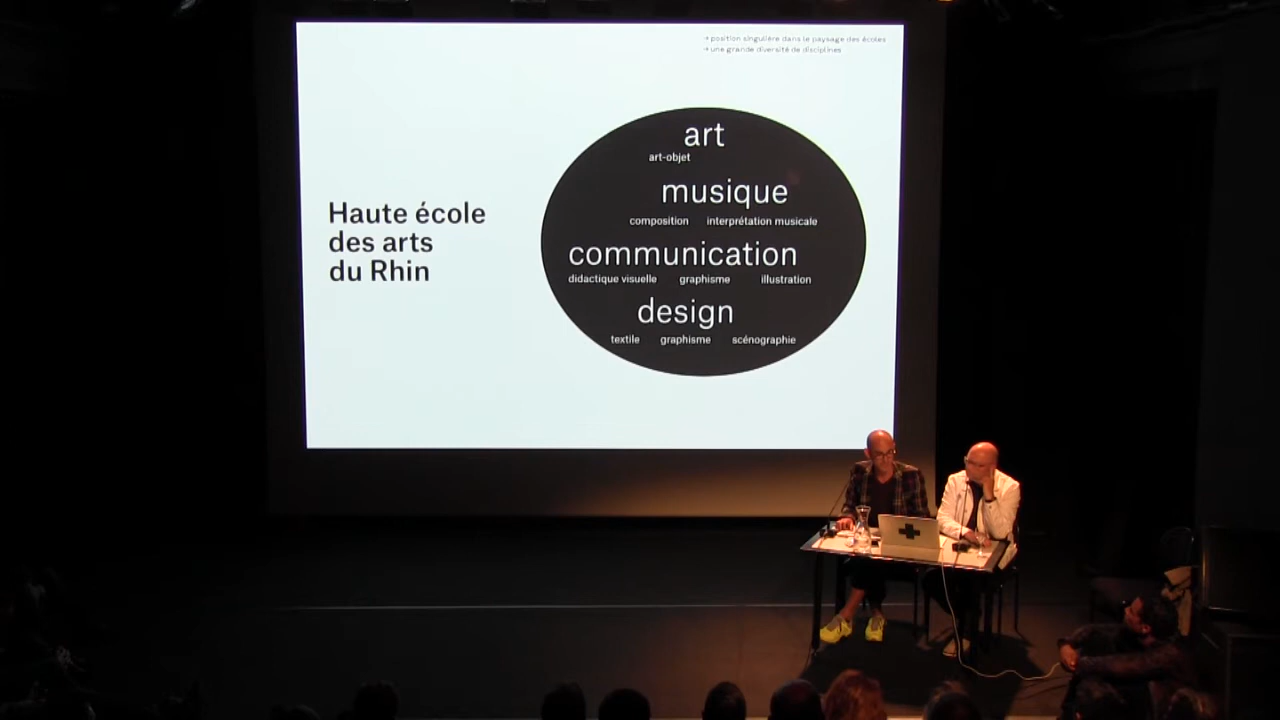 → position singulière dans le paysage des écoles
→ une grande diversité de disciplines
Haute école
des arts
du Rhin
art
art-objet
musique
composition interprétation musicale
communication
didactique visuelle graphisme illustration
design
textile graphisme scénographie